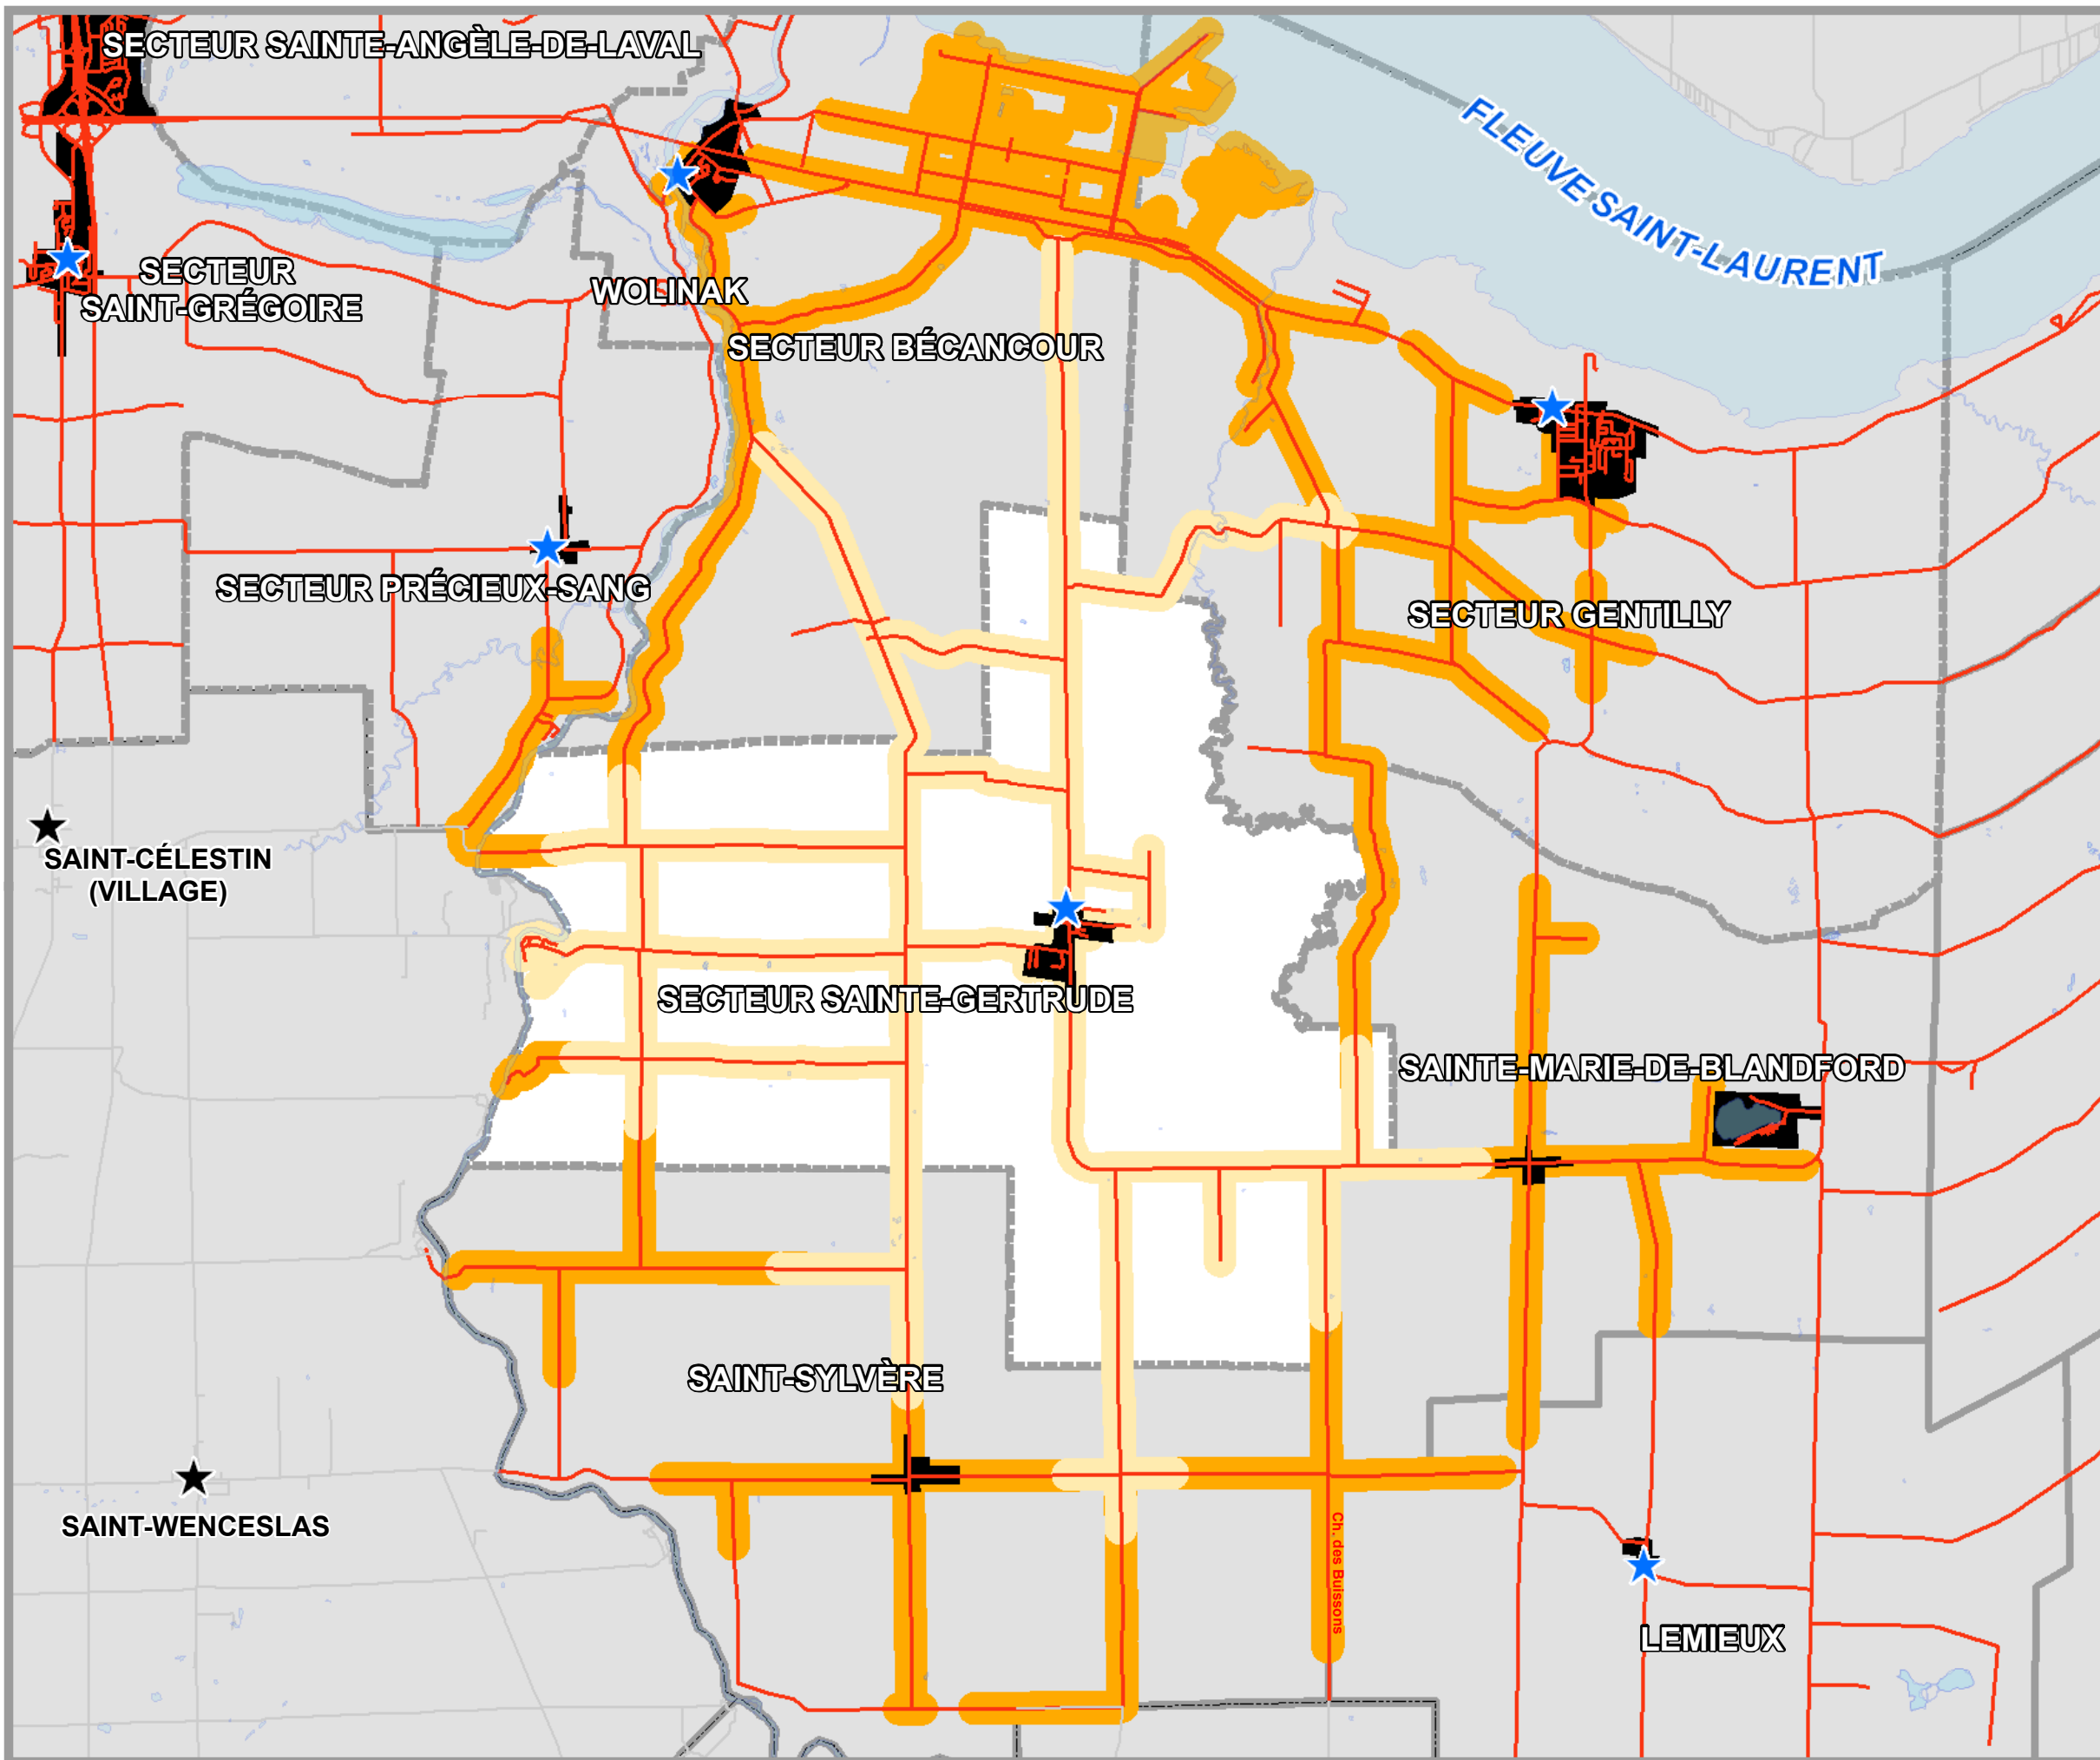 SECTEUR SAINTE-ANGÈLE-DE-LAVAL
FLEUVE SAINT-LAURENT
SECTEUR
SAINT-GRÉGOIRE
WOLINAK
SECTEUR BÉCANCOUR
SECTEUR PRÉCIEUX-SANG
SECTEUR GENTILLY
SAINT-CÉLESTIN
(VILLAGE)
SECTEUR SAINTE-GERTRUDE
SAINTE-MARIE-DE-BLANDFORD
SAINT-SYLVÈRE
SAINT-WENCESLAS
Ch. des Buissons
LEMIEUX